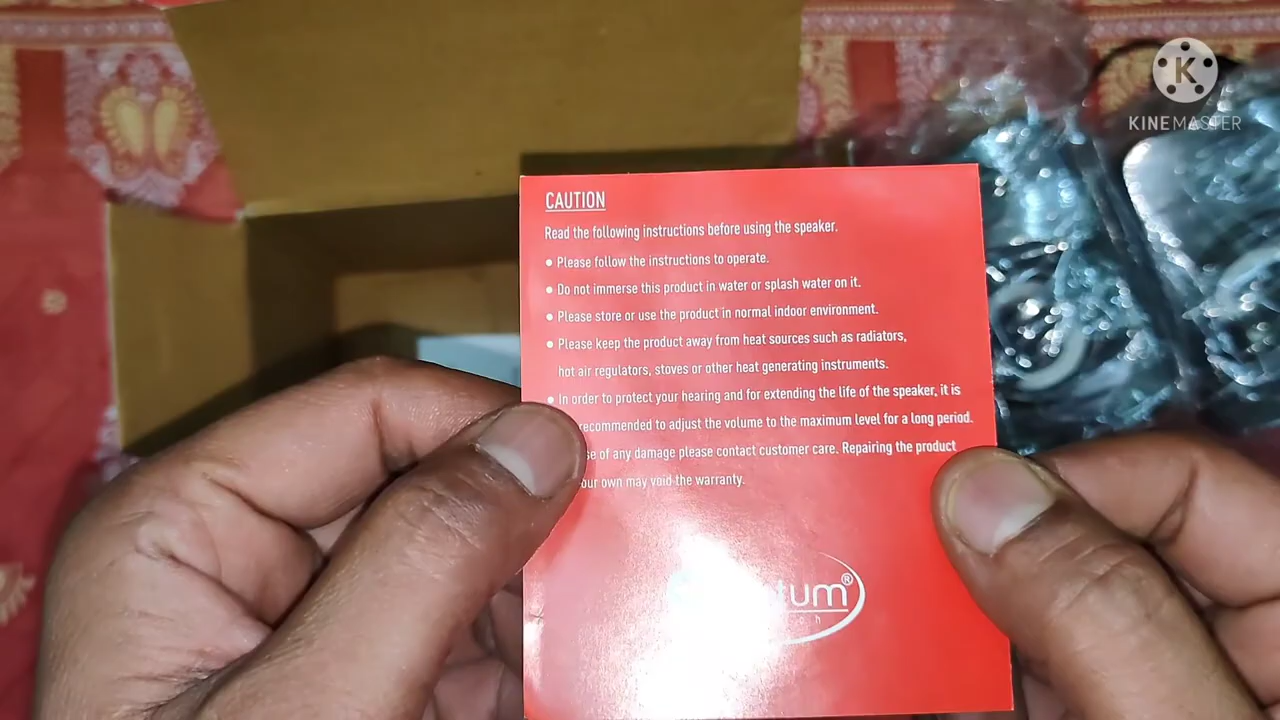 KINEMASTER
CAUTION
Read the following instructions before using the speaker.
• Please follow the instructions to operate.
• Do not immerse this product in water or splash water on it.
• Please store or use the product in normal indoor environment.
• Please keep the product away from heat sources such as radiators,
hot air regulators, stoves or other heat generating instruments.
• In order to protect your hearing and for extending the life of the speaker, it is
recommended to adjust the volume to the maximum level for a long period.
of any damage please contact customer care. Repairing the product
own may void the warranty.